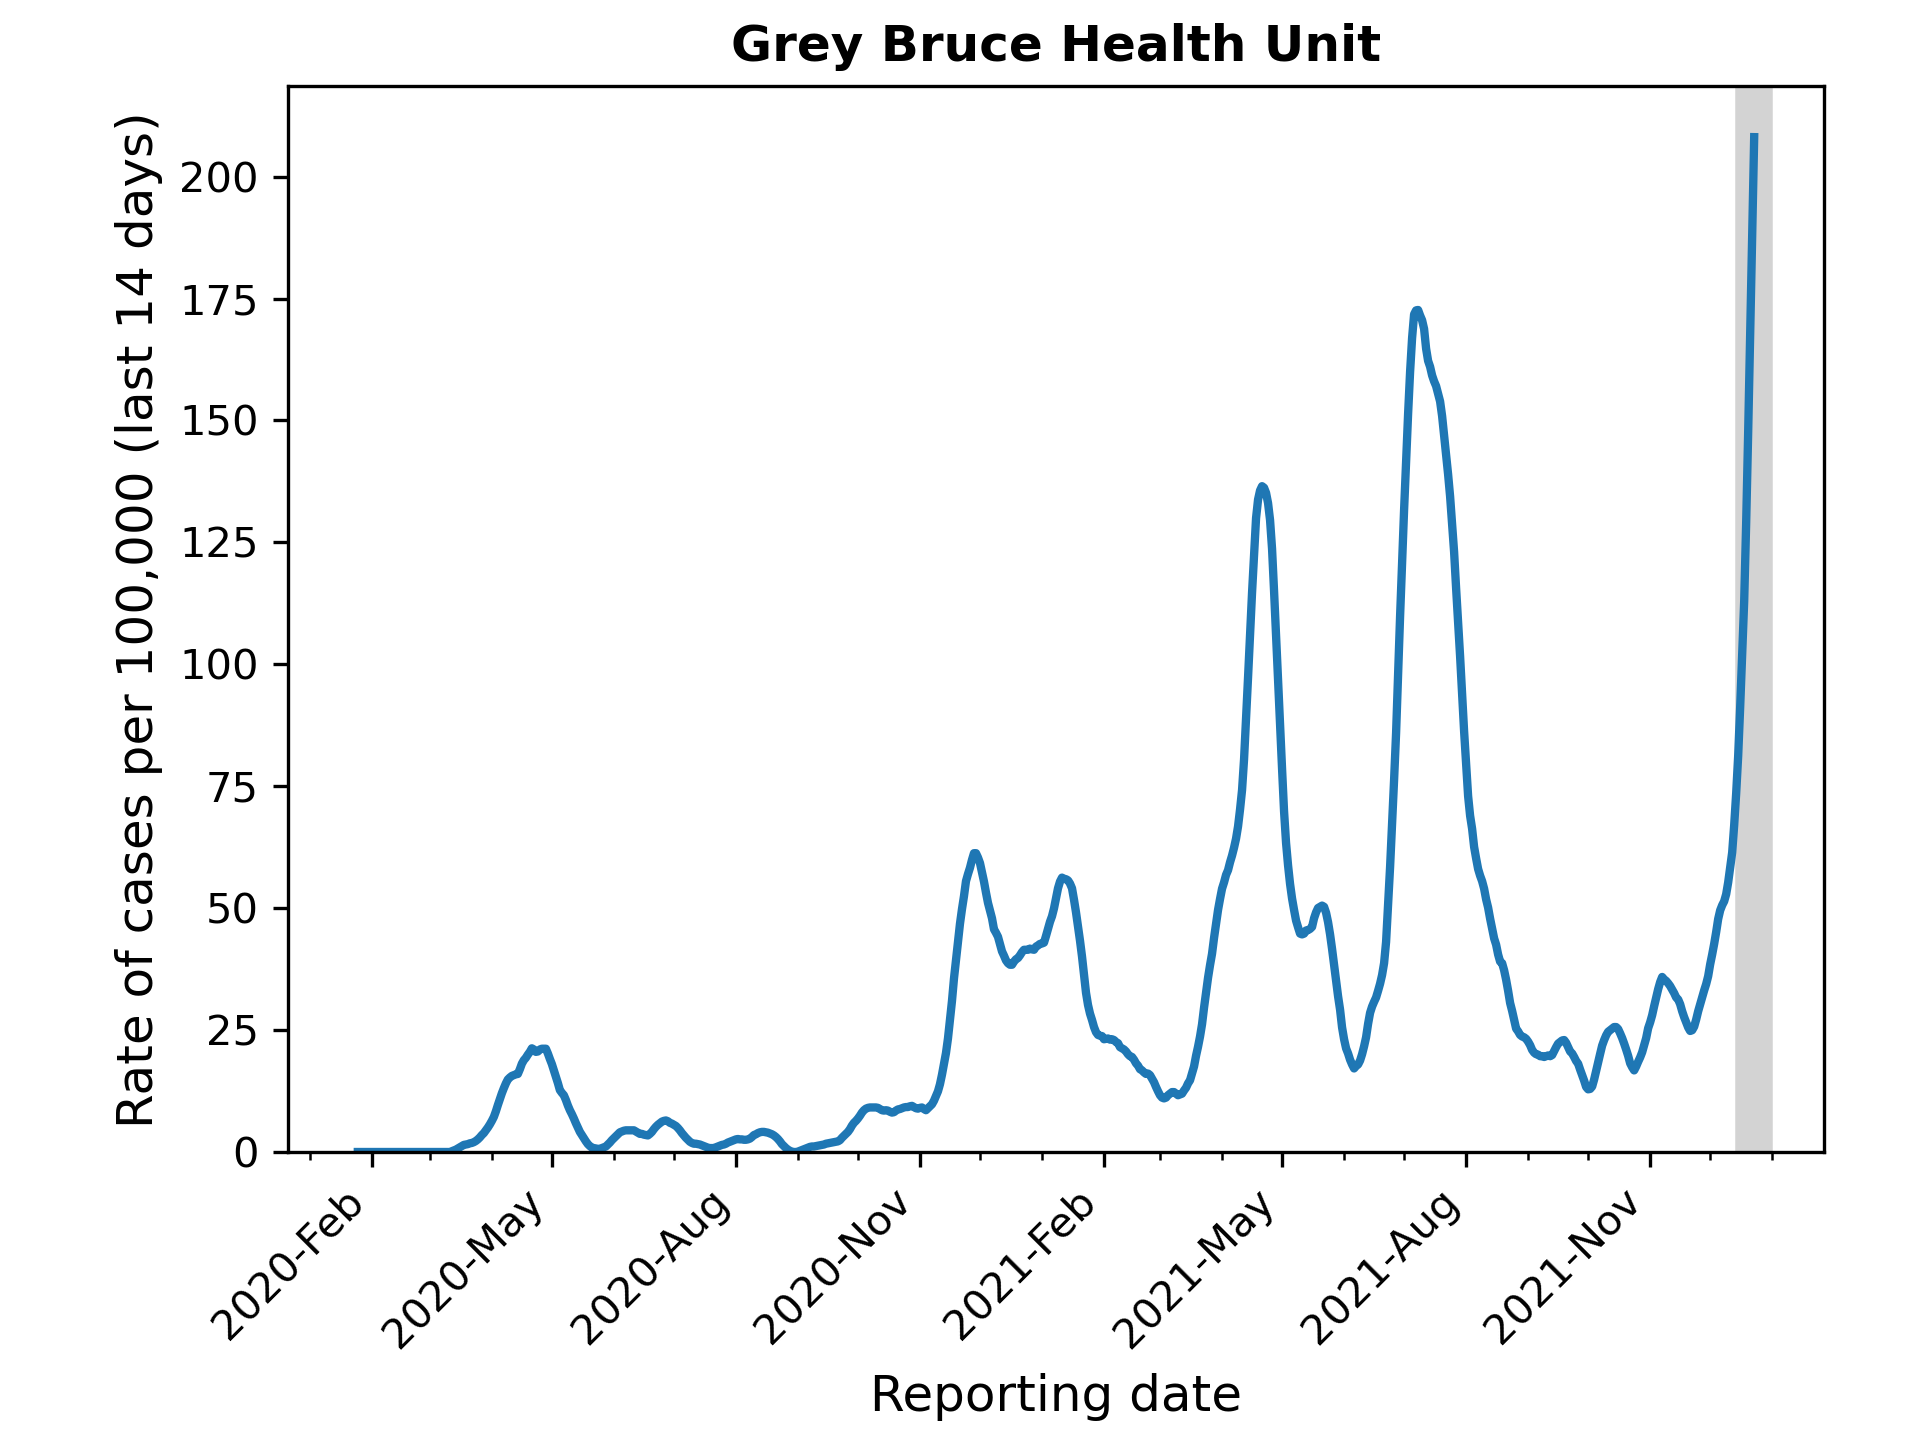 Grey Bruce Health Unit
Rate of cases per 100,000 (last 14 days)
200
175
150
125
100
75
50
25
0
2020-Feb
2020-May
2020-Aug
2020-Nov
2021-Feb
2021-May
2021-Aug
2021-Nov
Reporting date